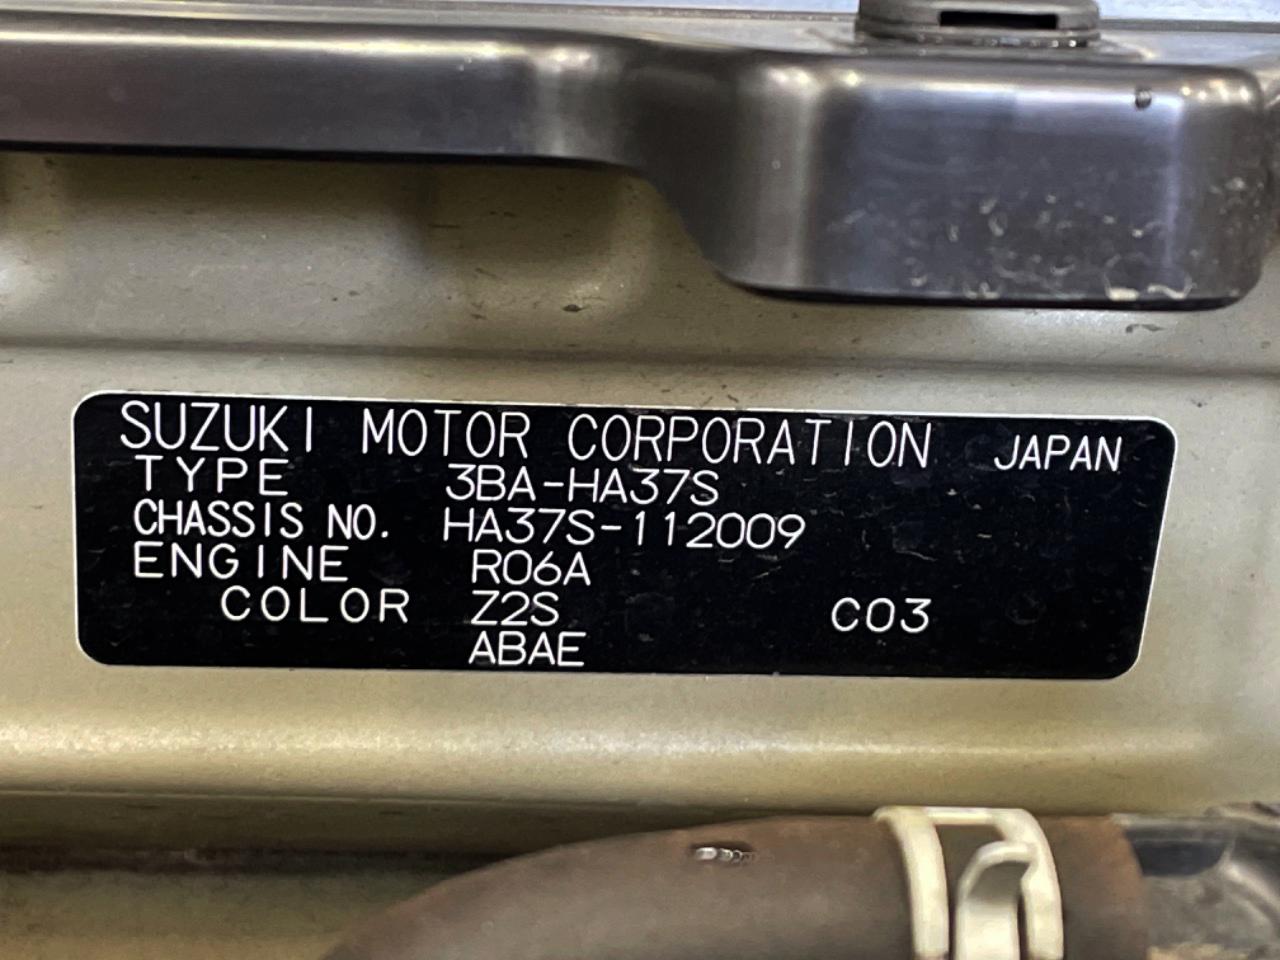 SUZUKI MOTOR CORPORATION JAPAN
TYPE 3BA-HA37S
CHASSIS NO. HA37S-112009
ENGINE R06A
COLOR Z2S C03
ABAE